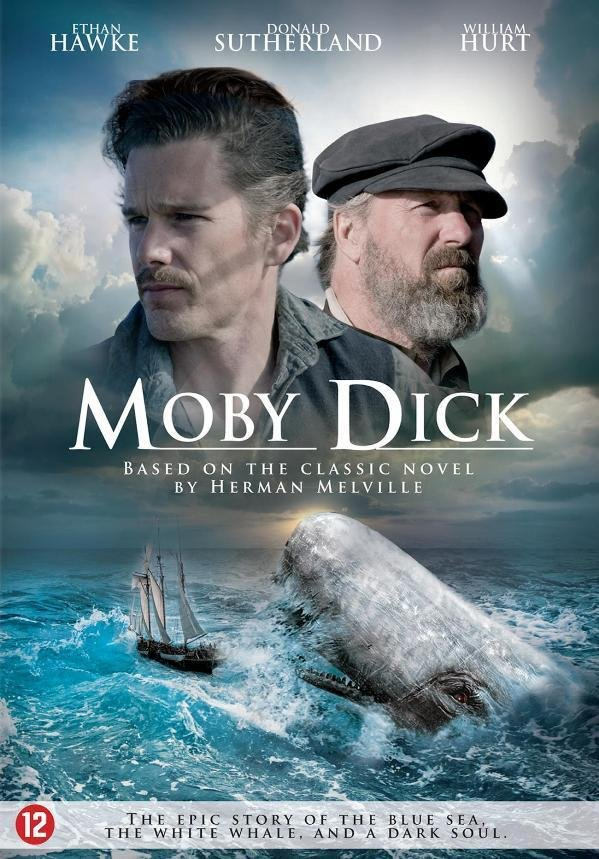 ETHAN HAWKE
DONALD SUTHERLAND
WILLIAM HURT
MOBY DICK
BASED ON THE CLASSIC NOVEL
BY HERMAN MELVILLE
12
THE EPIC STORY OF THE BLUE SEA,
THE WHITE WHALE, AND A DARK SOUL.